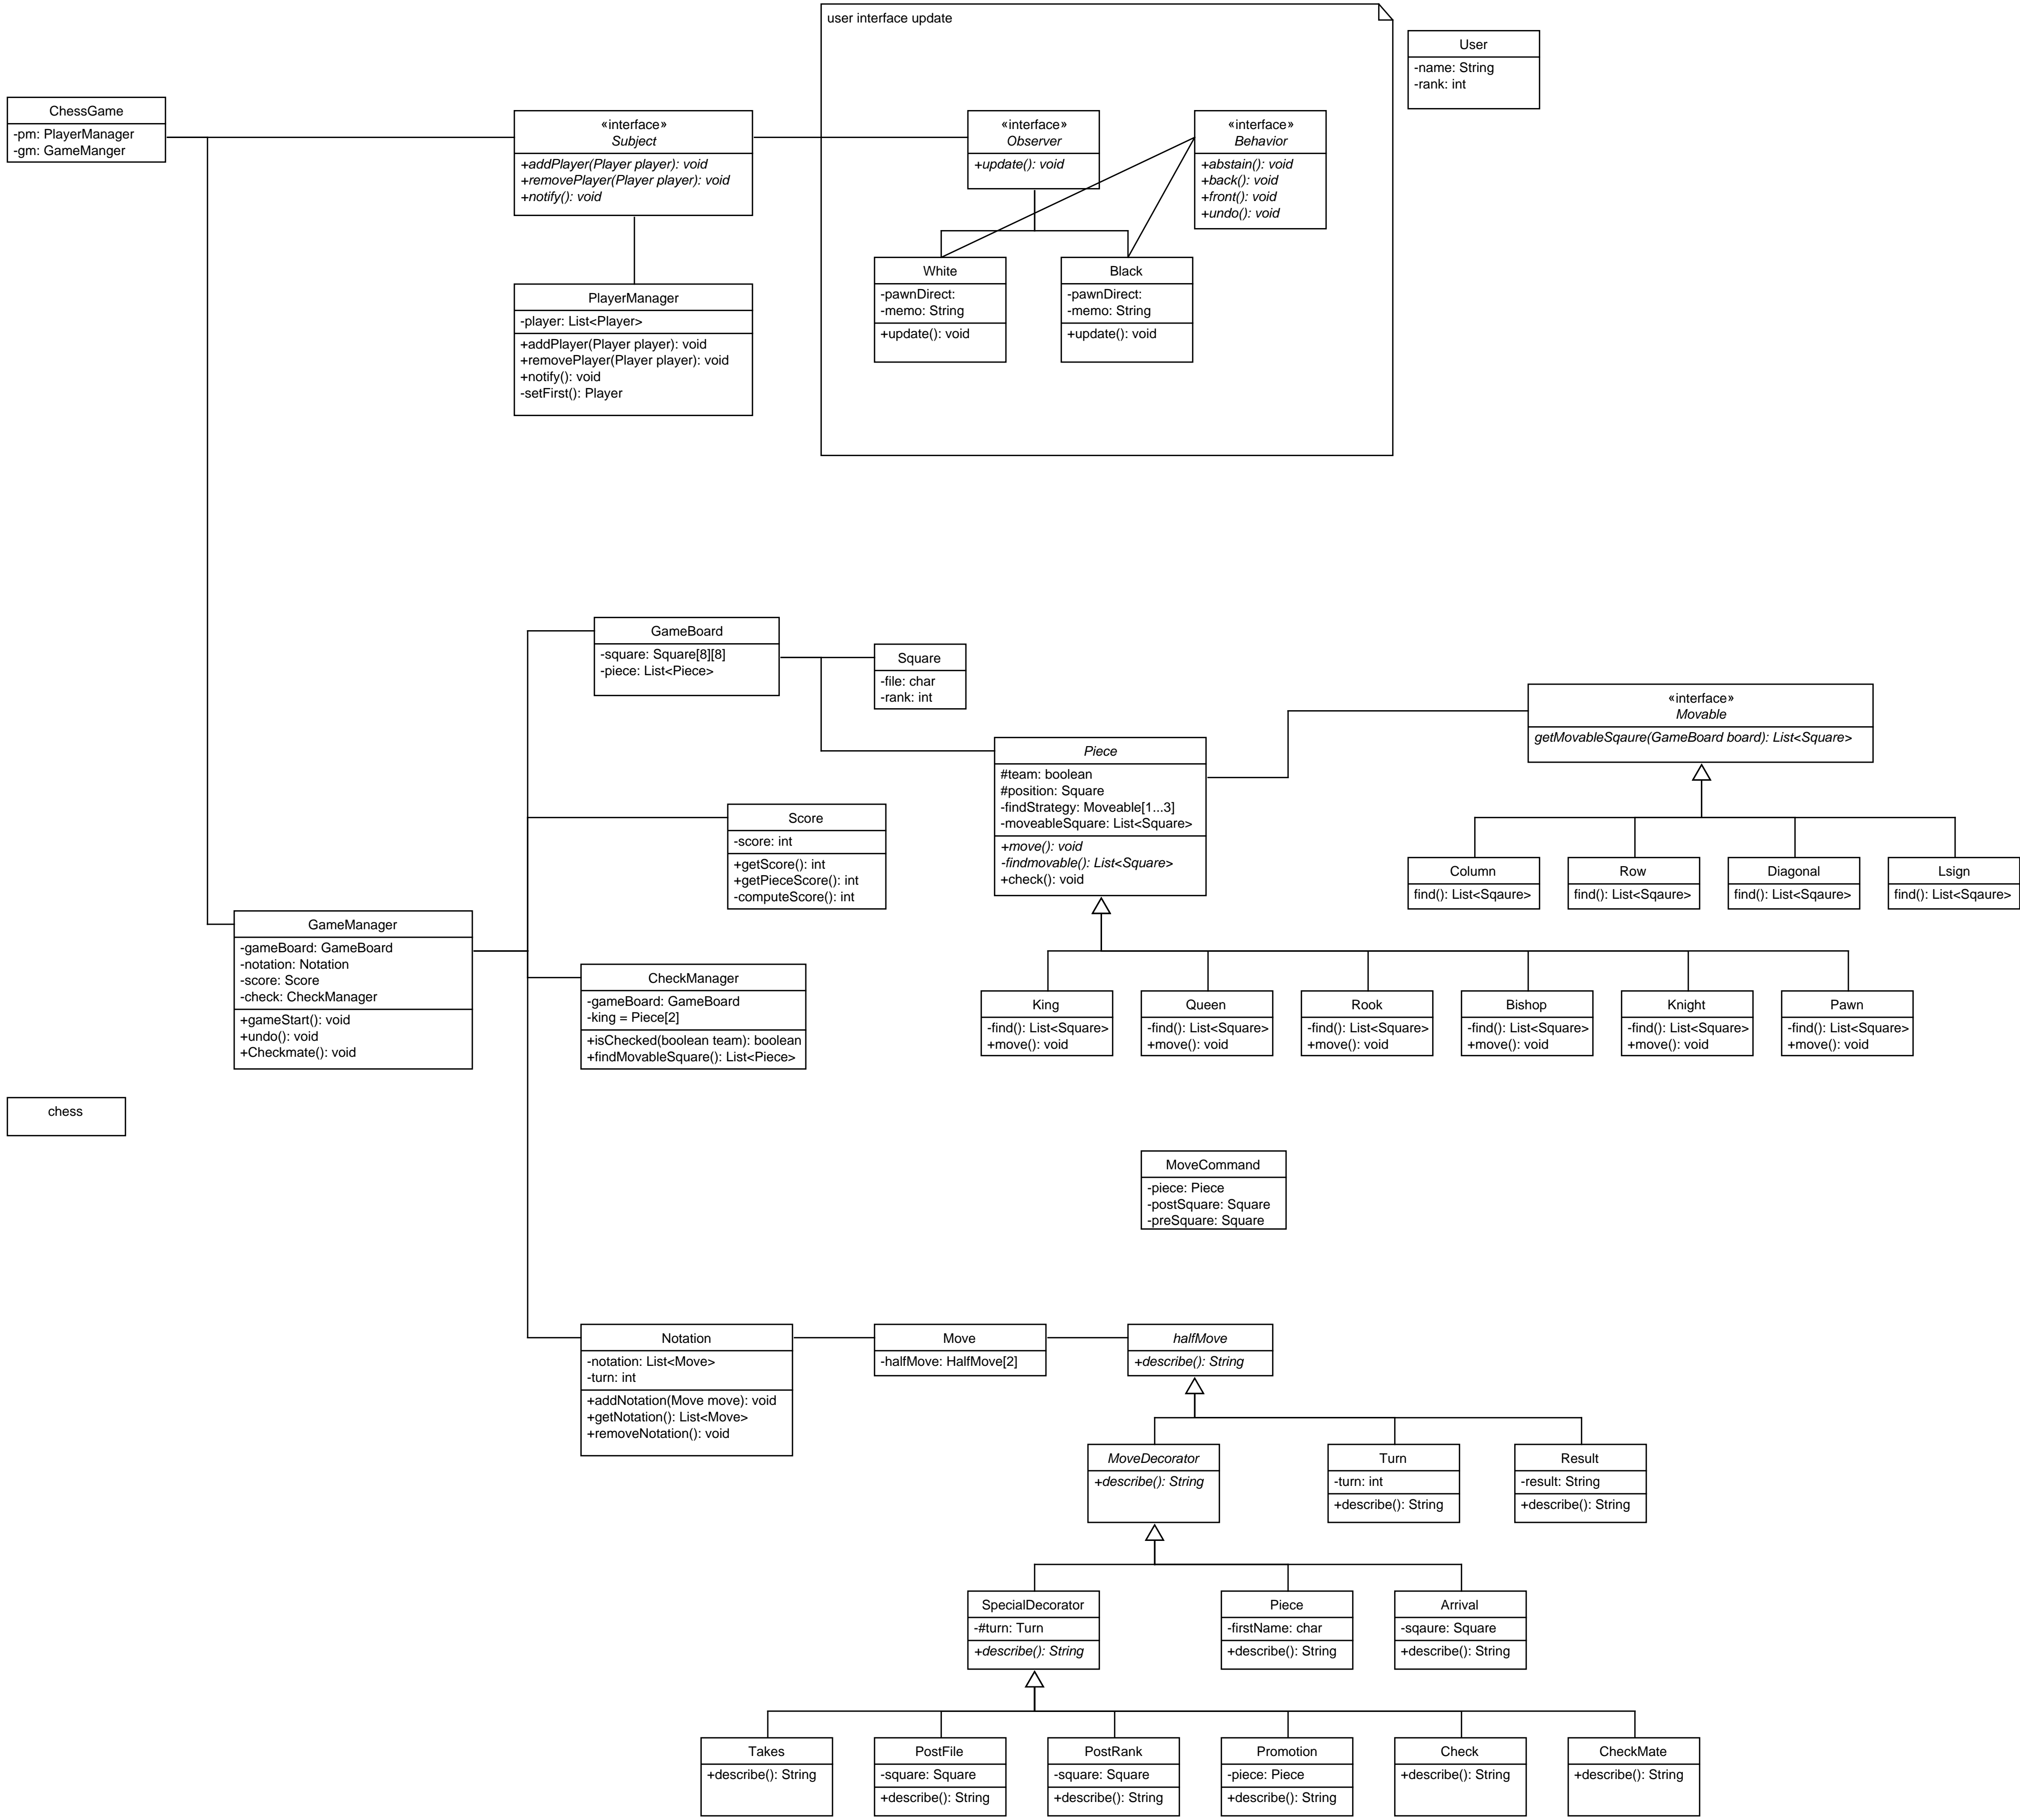 user interface update
User
-name: String
-rank: int
ChessGame
-pm: PlayerManager
-gm: GameManger
«interface»
Subject
+addPlayer(Player player): void
+removePlayer(Player player): void
+notify(): void
«interface»
Observer
+update(): void
«interface»
Behavior
+abstain(): void
+back(): void
+front(): void
+undo(): void
White
-pawnDirect:
-memo: String
+update(): void
Black
-pawnDirect:
-memo: String
+update(): void
PlayerManager
-player: List<Player>
+addPlayer(Player player): void
+removePlayer(Player player): void
+notify(): void
-setFirst(): Player
GameBoard
-square: Square[8][8]
-piece: List<Piece>
Square
-file: char
-rank: int
«interface»
Movable
getMovableSqaure(GameBoard board): List<Square>
Piece
#team: boolean
#position: Square
-findStrategy: Moveable[1...3]
-moveableSquare: List<Square>
+move(): void
-findmovable(): List<Square>
+check(): void
Score
-score: int
+getScore(): int
+getPieceScore(): int
-computeScore(): int
Column
find(): List<Sqaure>
Row
find(): List<Sqaure>
Diagonal
find(): List<Sqaure>
Lsign
find(): List<Sqaure>
GameManager
-gameBoard: GameBoard
-notation: Notation
-score: Score
-check: CheckManager
+gameStart(): void
+undo(): void
+Checkmate(): void
CheckManager
-gameBoard: GameBoard
-king = Piece[2]
+isChecked(boolean team): boolean
+findMovableSquare(): List<Piece>
King
-find(): List<Square>
+move(): void
Queen
-find(): List<Square>
+move(): void
Rook
-find(): List<Square>
+move(): void
Bishop
-find(): List<Square>
+move(): void
Knight
-find(): List<Square>
+move(): void
Pawn
-find(): List<Square>
+move(): void
chess
MoveCommand
-piece: Piece
-postSquare: Square
-preSquare: Square
Notation
-notation: List<Move>
-turn: int
+addNotation(Move move): void
+getNotation(): List<Move>
+removeNotation(): void
Move
-halfMove: HalfMove[2]
halfMove
+describe(): String
MoveDecorator
+describe(): String
Turn
-turn: int
+describe(): String
Result
-result: String
+describe(): String
SpecialDecorator
-#turn: Turn
+describe(): String
Piece
-firstName: char
+describe(): String
Arrival
-sqaure: Square
+describe(): String
Takes
+describe(): String
PostFile
-square: Square
+describe(): String
PostRank
-square: Square
+describe(): String
Promotion
-piece: Piece
+describe(): String
Check
+describe(): String
CheckMate
+describe(): String